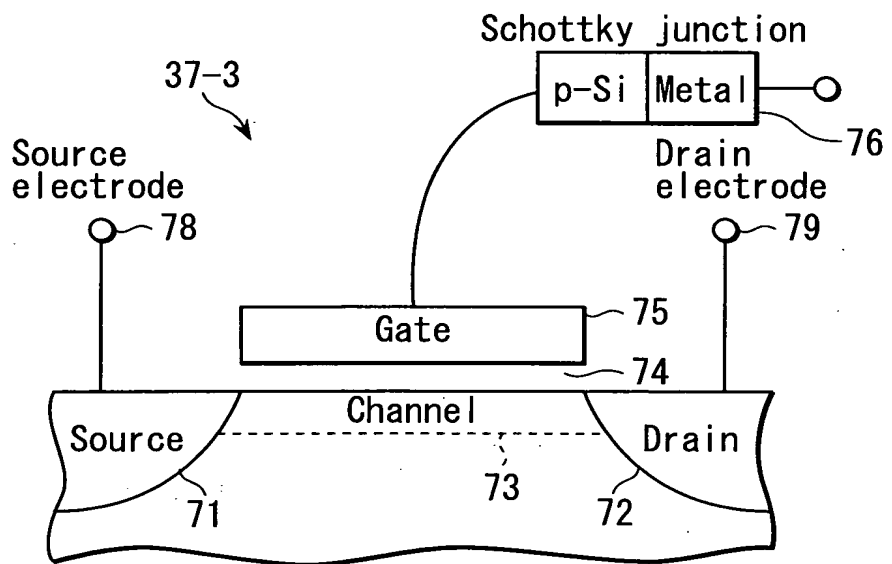 Schottky junction
37-3
p-Si Metal
76
Source
electrode
Drain
electrode
78
79
Gate
75
74
Channel
Source
Drain
73
71
72